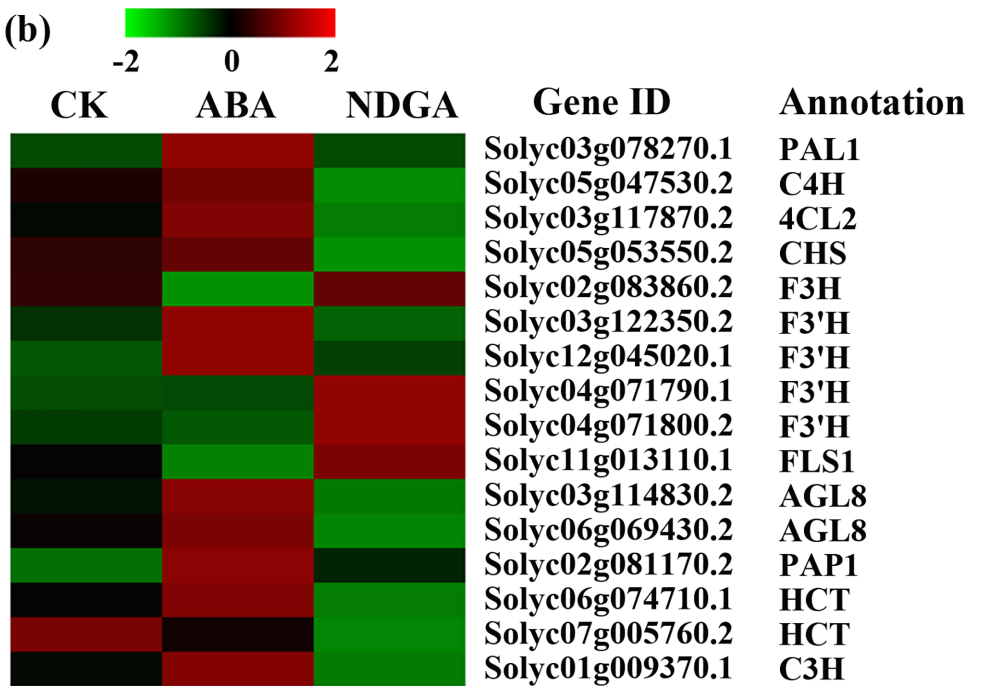 (b)
-2 0 2
CK ABA NDGA Gene ID Annotation
Solyc03g078270.1 PAL1
Solyc05g047530.2 C4H
Solyc03g117870.2 4CL2
Solyc05g053550.2 CHS
Solyc02g083860.2 F3H
Solyc03g122350.2 F3'H
Solyc12g045020.1 F3'H
Solyc04g071790.1 F3'H
Solyc04g071800.2 F3'H
Solyc11g013110.1 FLS1
Solyc03g114830.2 AGL8
Solyc06g069430.2 AGL8
Solyc02g081170.2 PAP1
Solyc06g074710.1 HCT
Solyc07g005760.2 HCT
Solyc01g009370.1 C3H